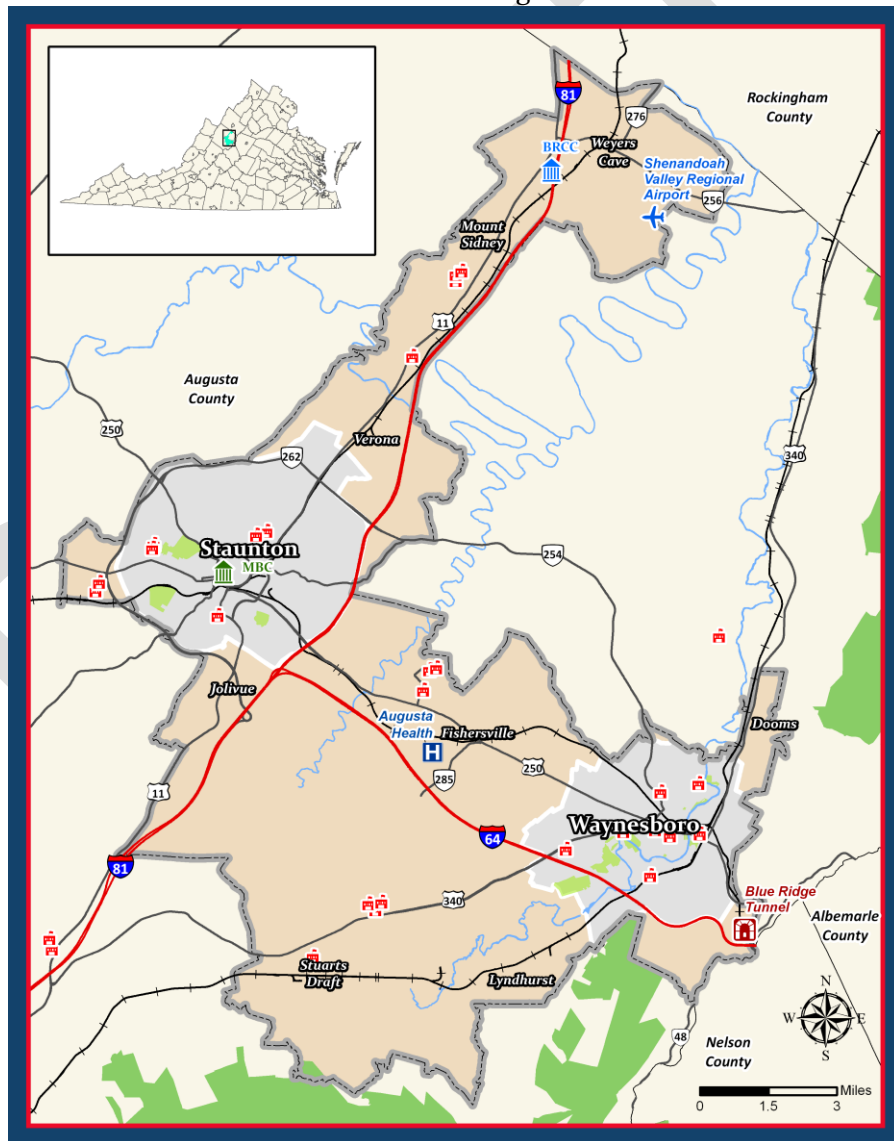 81
276
Rockingham
County
BRCC
Weyers
Cave
Shenandoah
Valley Regional
Airport
256
Mount
Sidney
11
Augusta
County
250
Verona
340
262
Staunton
MBC
254
Jolivue
Augusta
Health
H
Fishersville
Dooms
250
285
11
Waynesboro
64
81
Blue Ridge
Tunnel
340
Albemarle
County
Stuarts
Draft
Lyndhurst
N
W
E
S
48
Nelson
County
Miles
0 1.5 3